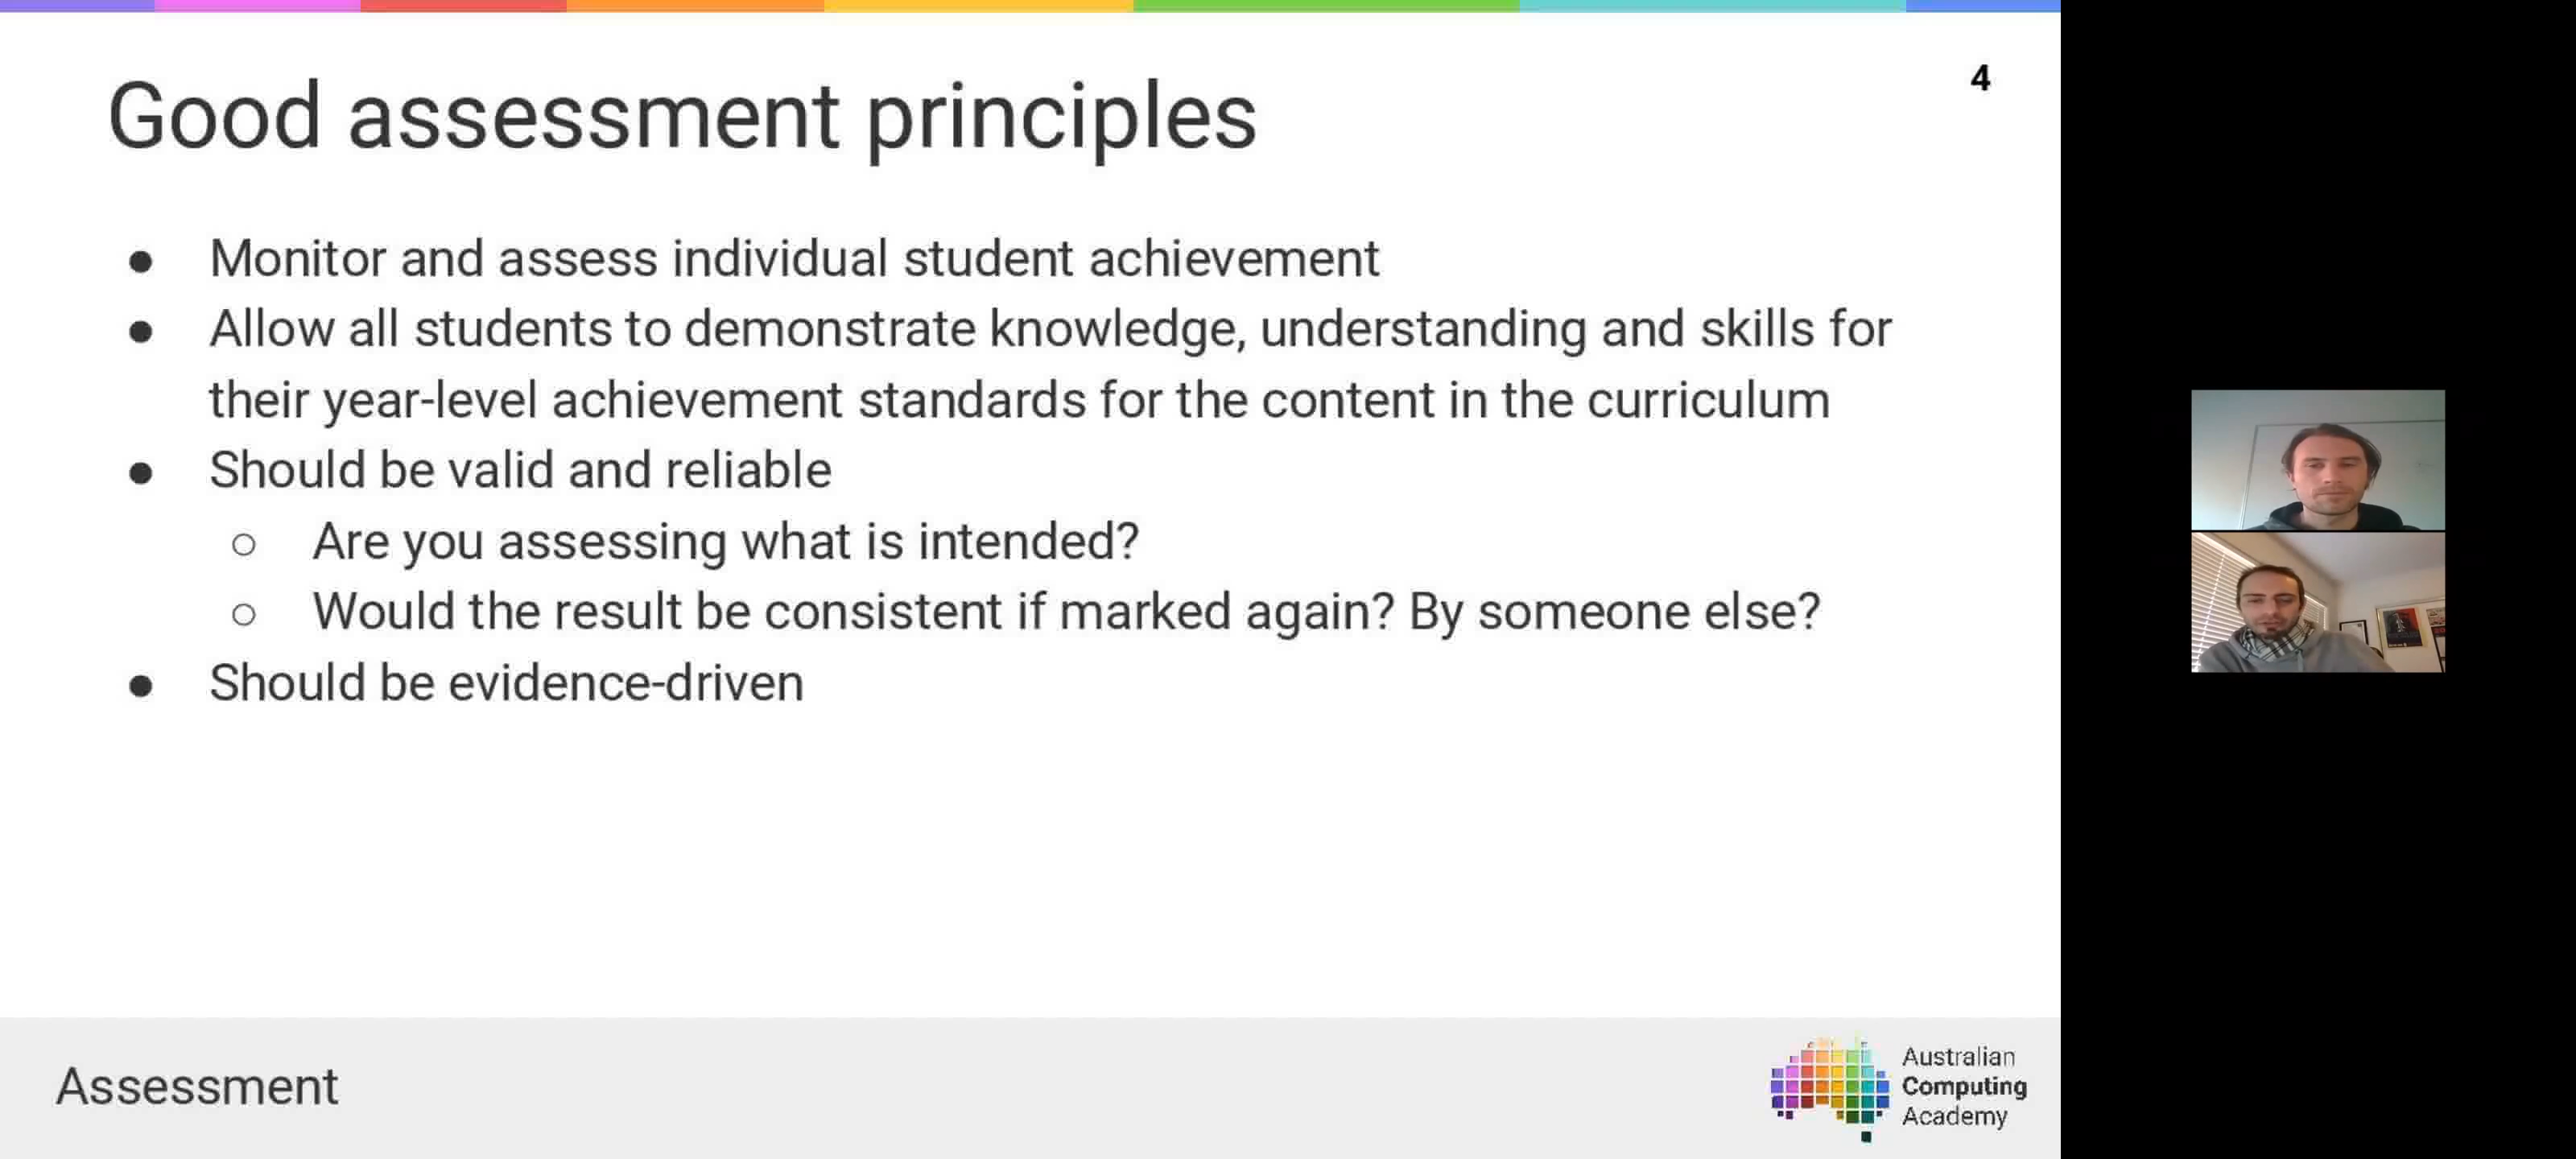 4
Good assessment principles
● Monitor and assess individual student achievement
● Allow all students to demonstrate knowledge, understanding and skills for
their year-level achievement standards for the content in the curriculum
● Should be valid and reliable
○ Are you assessing what is intended?
○ Would the result be consistent if marked again? By someone else?
● Should be evidence-driven
Assessment
Australian
Computing
Academy